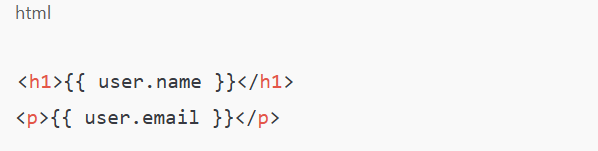 html
<h1>{{ user.name }}</h1>
<p>{{ user.email }}</p>